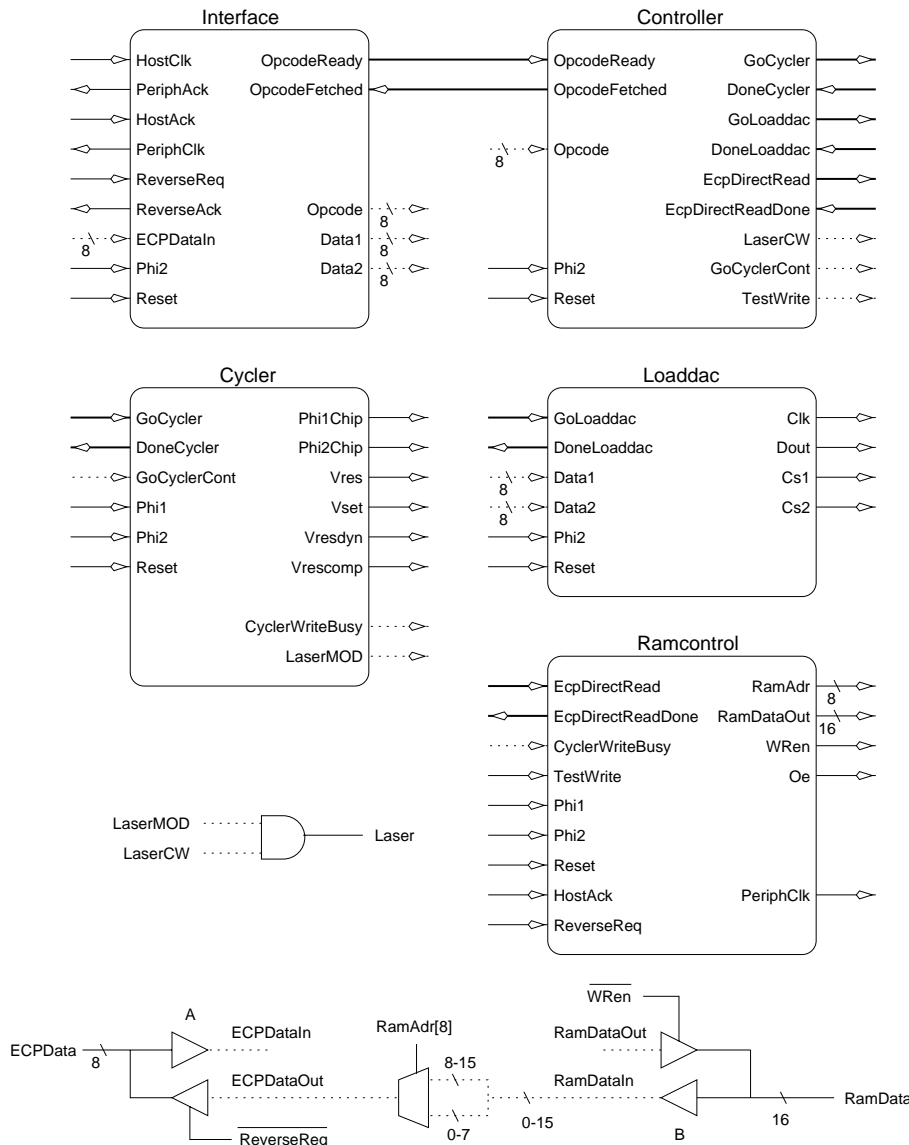 Interface
HostClk OpcodeReady
PeriphAck OpcodeFetched
HostAck
PeriphClk
ReverseReq
ReverseAck Opcode 8
8 ECPDataIn Data1 8
Phi2 Data2 8
Reset
Controller
OpcodeReady GoCycler
OpcodeFetched DoneCycler
GoLoaddac
8 Opcode DoneLoaddac
EcpDirectRead
EcpDirectReadDone
LaserCW
Phi2 GoCyclerCont
Reset TestWrite
Cycler
GoCycler Phi1Chip
DoneCycler Phi2Chip
GoCyclerCont Vres
Phi1 Vset
Phi2 Vresdyn
Reset Vrescomp
CyclerWriteBusy
LaserMOD
Loaddac
GoLoaddac Clk
DoneLoaddac Dout
8 Data1 Cs1
8 Data2 Cs2
Phi2
Reset
Ramcontrol
EcpDirectRead RamAdr 8
EcpDirectReadDone RamDataOut 16
CyclerWriteBusy WRen
TestWrite Oe
Phi1
Phi2
Reset
HostAck PeriphClk
ReverseReq
LaserMOD
LaserCW
Laser
A
ECPData 8
ECPDataIn
ECPDataOut
ReverseReq
RamAdr[8]
8-15
0-7
0-15
WRen
RamDataOut
RamDataIn
B
16
RamData